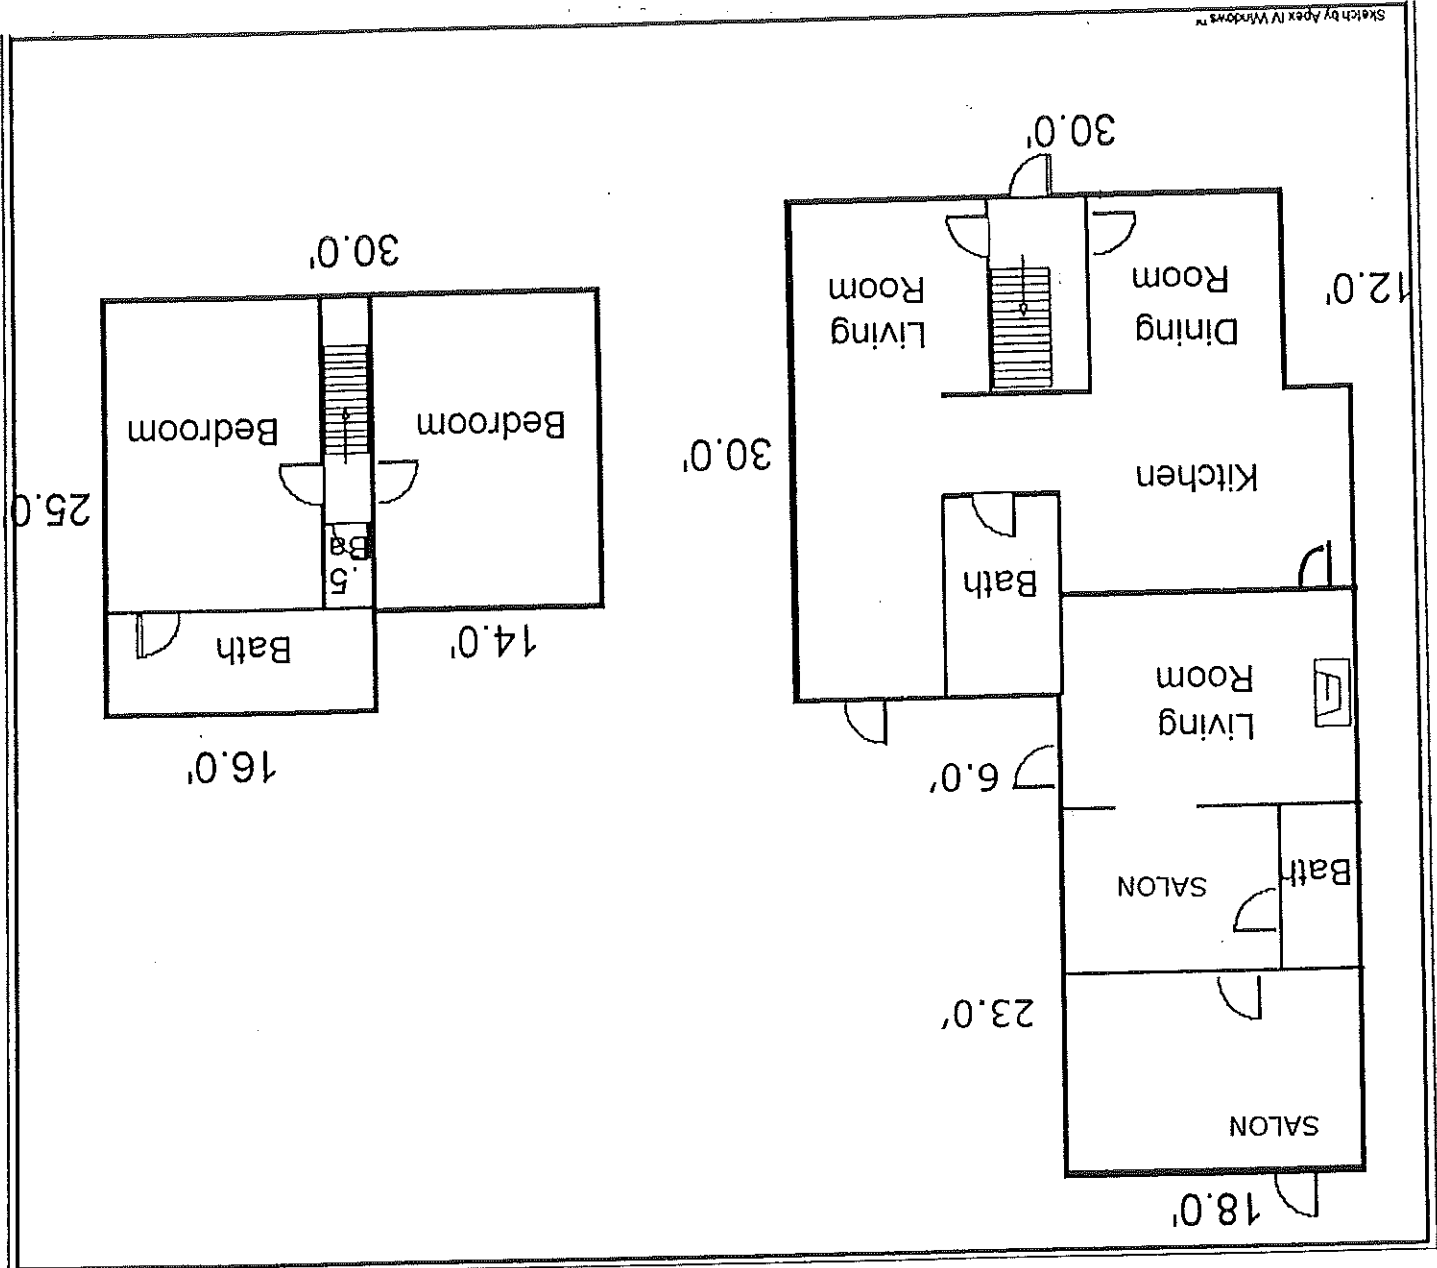 18.0'
SALON
23.0'
Bath
SALON
6.0'
16.0'
Living
Room
14.0'
Bath
Bath
.5
Ba
25.0
Kitchen
30.0'
Bedroom
Bedroom
Dining
Room
Living
Room
12.0'
30.0'
30.0'
Sketch by Apex IV Windows™